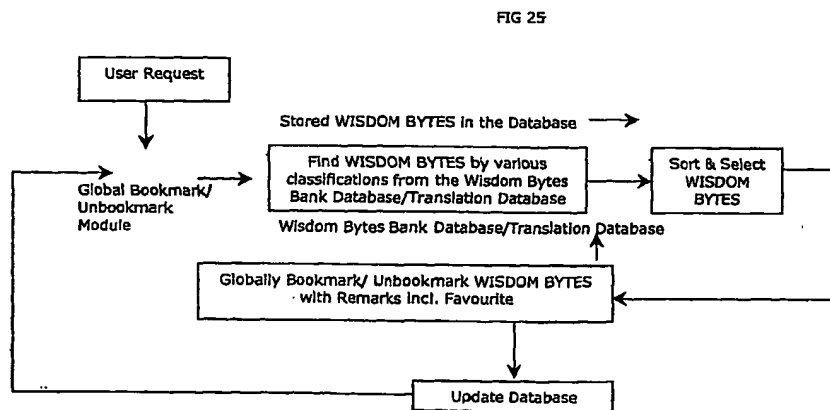 FIG 25
User Request
Stored WISDOM BYTES in the Database
Find WISDOM BYTES by various
classifications from the Wisdom Bytes
Bank Database/Translation Database
Sort & Select
WISDOM
BYTES
Global Bookmark/
Unbookmark
Module
Wisdom Bytes Bank Database/Translation Database
Globally Bookmark/ Unbookmark WISDOM BYTES
with Remarks incl. Favourite
Update Database